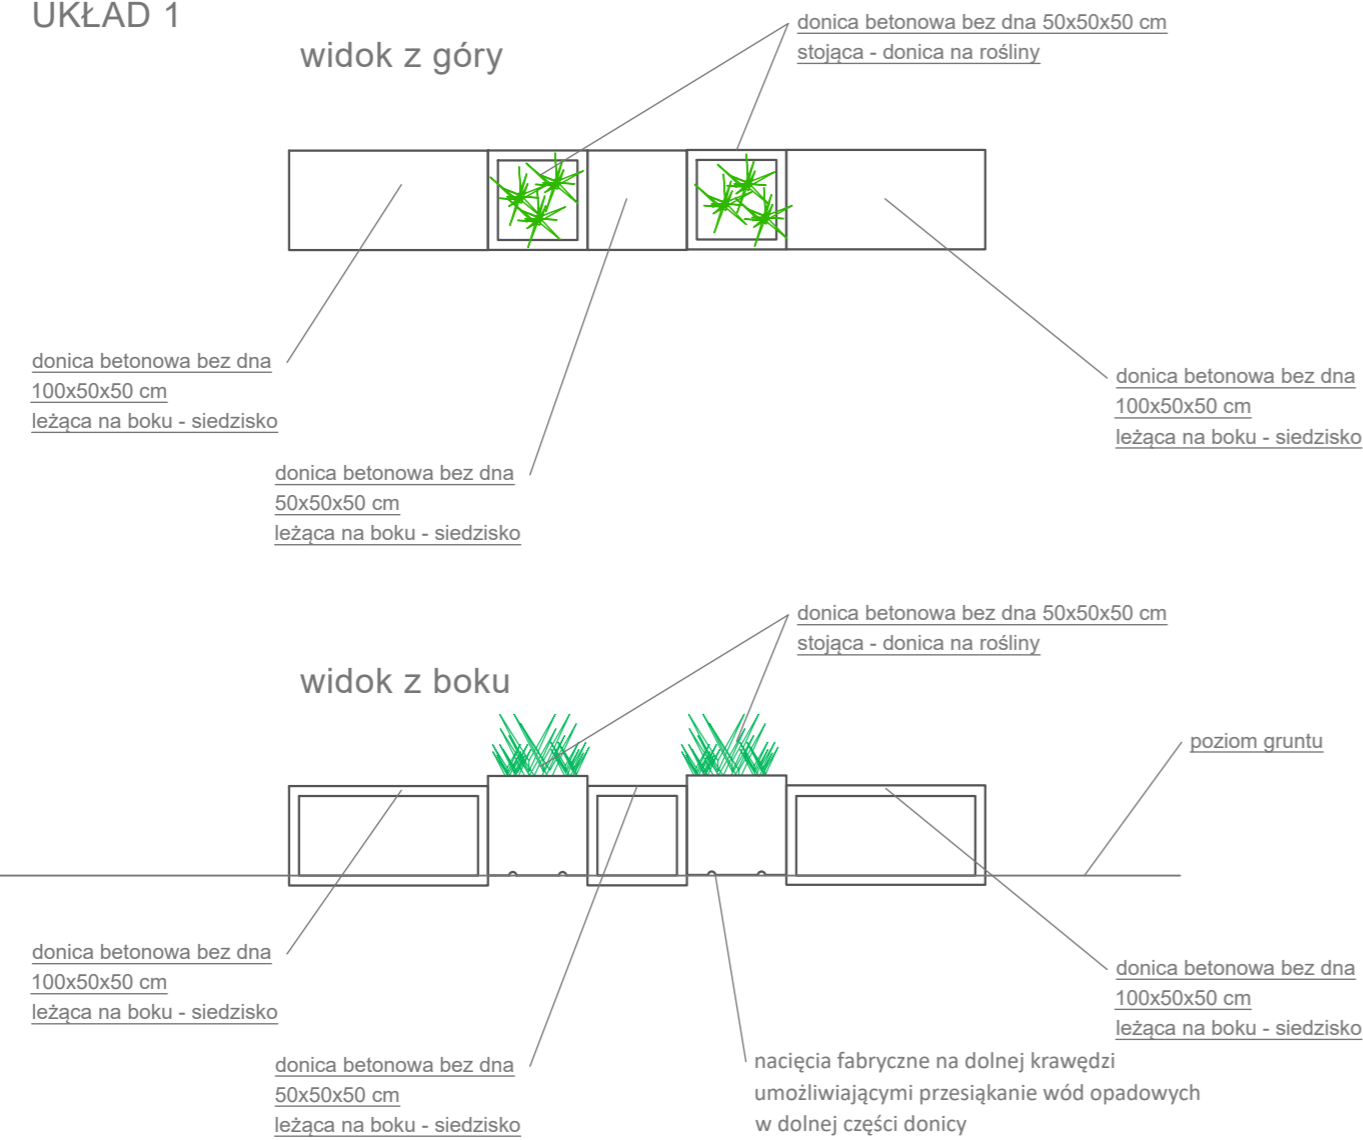 UKŁAD 1
widok z góry
donica betonowa bez dna 50x50x50 cm
stojąca - donica na rośliny
donica betonowa bez dna
100x50x50 cm
leżąca na boku - siedzisko
donica betonowa bez dna
100x50x50 cm
leżąca na boku - siedzisko
donica betonowa bez dna
50x50x50 cm
leżąca na boku - siedzisko
donica betonowa bez dna 50x50x50 cm
stojąca - donica na rośliny
widok z boku
poziom gruntu
donica betonowa bez dna
100x50x50 cm
leżąca na boku - siedzisko
donica betonowa bez dna
100x50x50 cm
leżąca na boku - siedzisko
donica betonowa bez dna
50x50x50 cm
leżąca na boku - siedzisko
nacięcia fabryczne na dolnej krawędzi
umożliwiającymi przesiąkanie wód opadowych
w dolnej części donicy